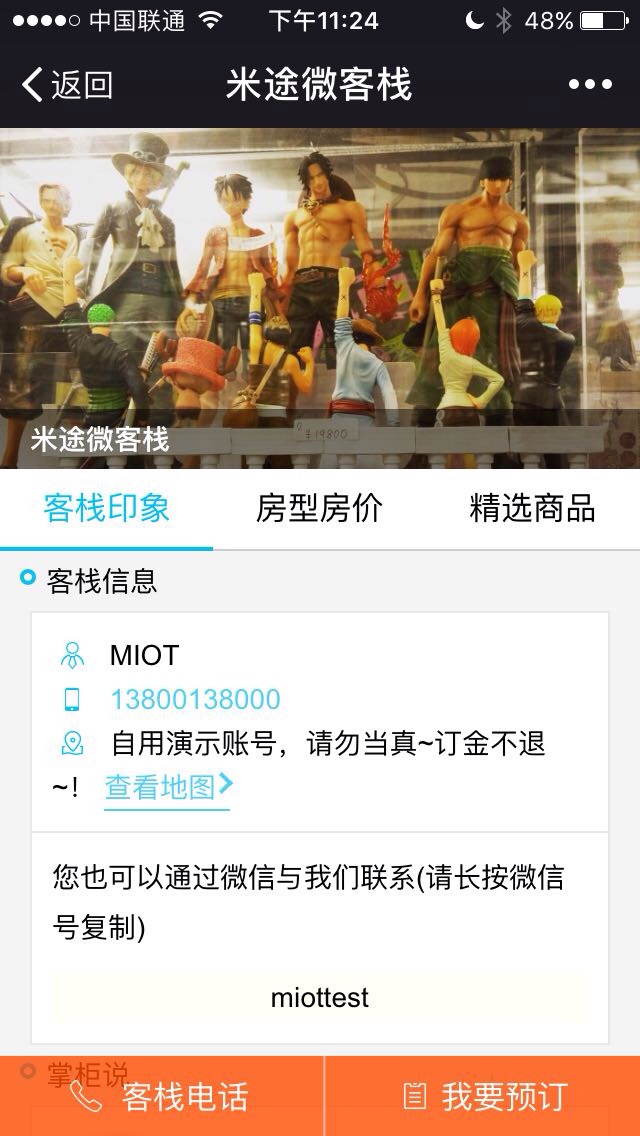 中国联通 下午11:24 48%
返回 米途微客栈
¥19800
米途微客栈
客栈印象 房型房价 精选商品
客栈信息
MIOT
13800138000
自用演示账号，请勿当真~订金不退
~! 查看地图
您也可以通过微信与我们联系(请长按微信
号复制)
miottest
掌柜说
客栈电话 我要预订